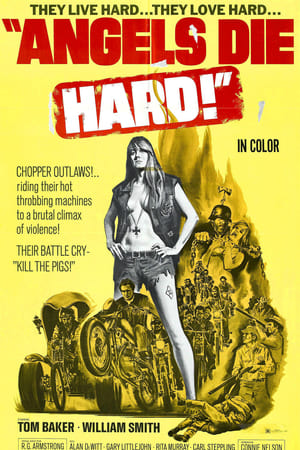 THEY LIVE HARD...THEY LOVE HARD...
"ANGELS DIE
HARD!"
IN COLOR
CHOPPER OUTLAWS!..
riding their hot
throbbing machines
to a brutal climax
of violence!
THEIR BATTLE CRY-
"KILL THE PIGS!"
TOM BAKER · WILLIAM SMITH
R.G. ARMSTRONG
ALAN DeWITT · GARY LITTLEJOHN · RITA MURRAY · CARL STEPPLING
CONNIE NELSON